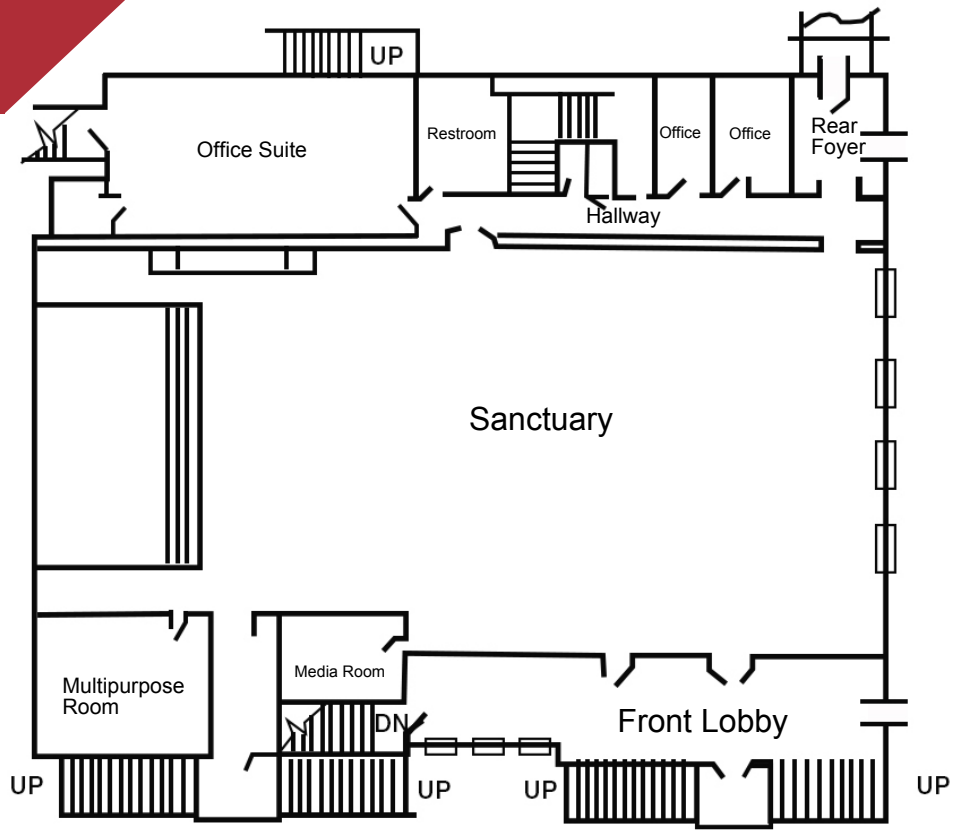 UP
Office Suite
Restroom
Office
Office
Rear
Foyer
Hallway
Sanctuary
Multipurpose
Room
Media Room
DN
Front Lobby
UP
UP
UP
UP